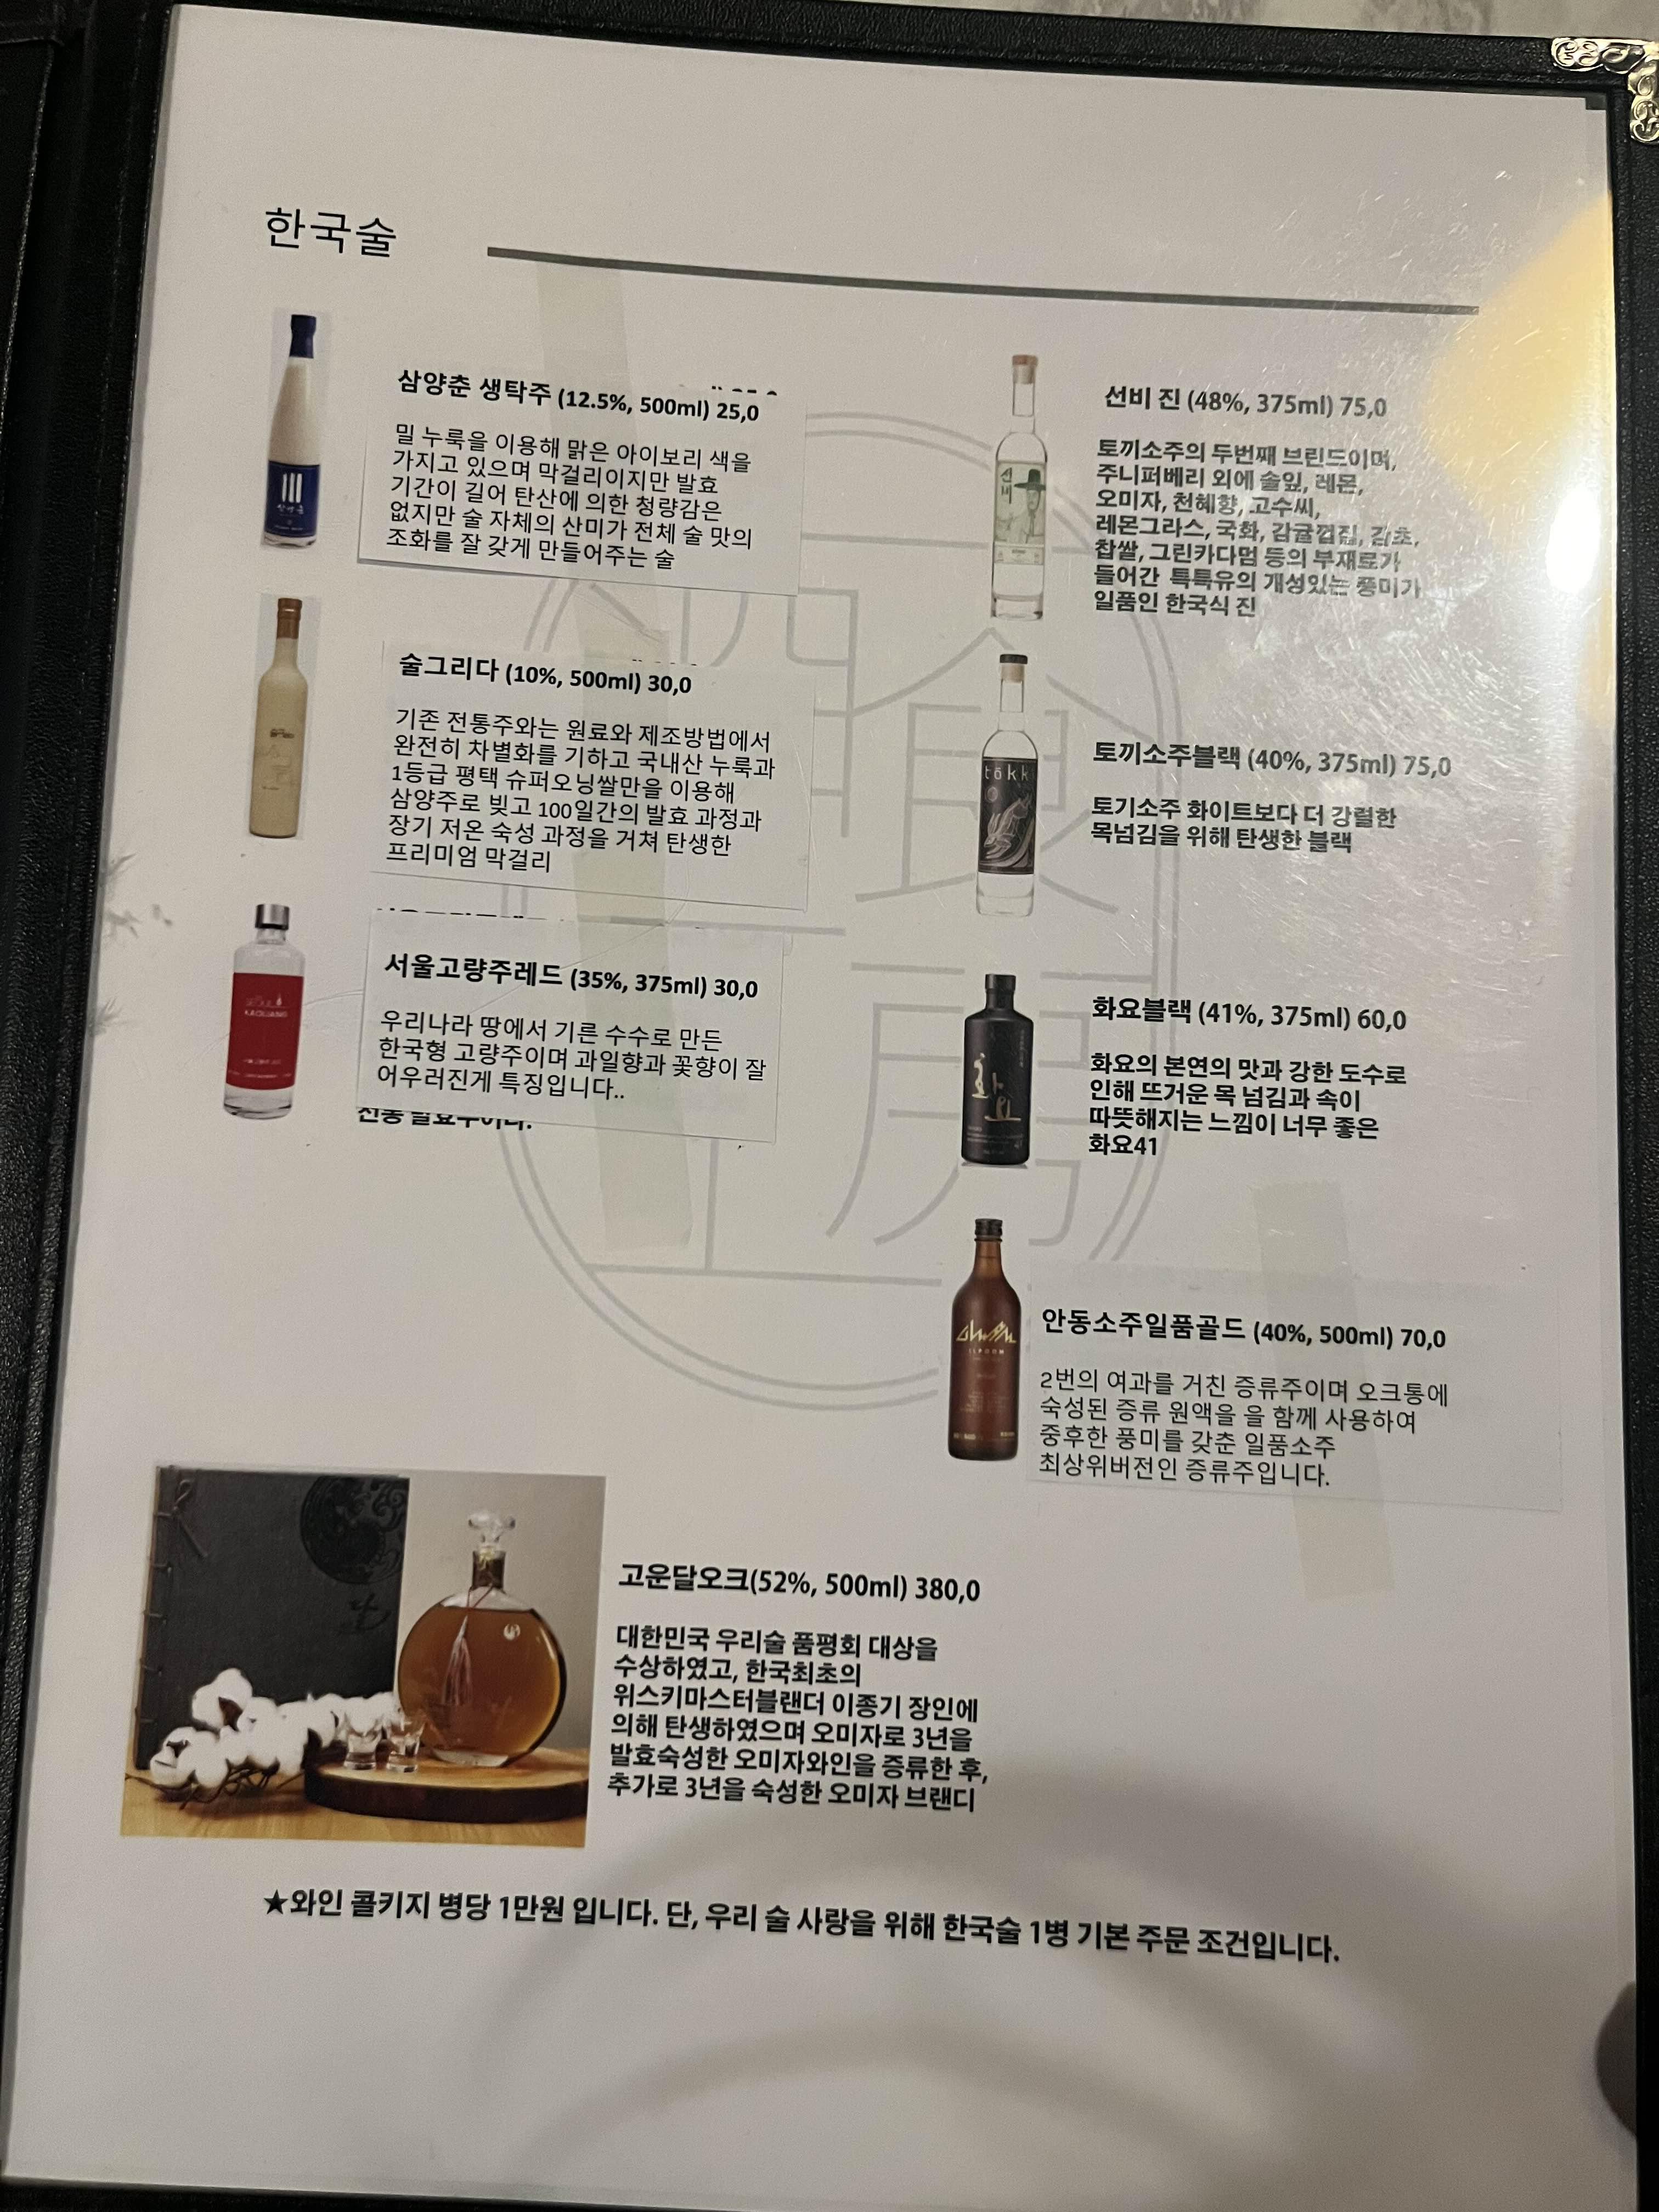 한국술
삼양춘 생탁주 (12.5%, 500ml) 25,0
밀 누룩을 이용해 맑은 아이보리 색을
가지고 있으며 막걸리이지만 발효
기간이 길어 탄산에 의한 청량감은
없지만 술 자체의 산미가 전체 술 맛의
조화를 잘 갖게 만들어주는 술
술그리다 (10%, 500ml) 30,0
기존 전통주와는 원료와 제조방법에서
완전히 차별화를 기하고 국내산 누룩과
1등급 평택 슈퍼오닝쌀만을 이용해
삼양주로 빚고 100일간의 발효 과정과
장기 저온 숙성 과정을 거쳐 탄생한
프리미엄 막걸리
KAOLIANG
서울고량주레드 (35%, 375ml) 30,0
우리나라 땅에서 기른 수수로 만든
한국형 고량주이며 과일향과 꽃향이 잘
어우러진게 특징입니다..
전통 발효주이다.
선비
선비 진 (48%, 375ml) 75,0
토끼소주의 두번째 브린드이며,
주니퍼베리 외에 솔잎, 레몬,
오미자, 천혜향, 고수씨,
레몬그라스, 국화, 감귤껍질, 감초,
찹쌀, 그린카다멈 등의 부재료가
들어간 특특유의 개성있는 풍미가
일품인 한국식 진
tokki
토끼소주블랙 (40%, 375ml) 75,0
토기소주 화이트보다 더 강렬한
목넘김을 위해 탄생한 블랙
화요
화요블랙 (41%, 375ml) 60,0
화요의 본연의 맛과 강한 도수로
인해 뜨거운 목 넘김과 속이
따뜻해지는 느낌이 너무 좋은
화요41
ILPOOM
안동소주일품골드 (40%, 500ml) 70,0
2번의 여과를 거친 증류주이며 오크통에
숙성된 증류 원액을 을 함께 사용하여
중후한 풍미를 갖춘 일품소주
최상위버전인 증류주입니다.
고운달오크(52%, 500ml) 380,0
대한민국 우리술 품평회 대상을
수상하였고, 한국최초의
위스키마스터블랜더 이종기 장인에
의해 탄생하였으며 오미자로 3년을
발효숙성한 오미자와인을 증류한 후,
추가로 3년을 숙성한 오미자 브랜디
★와인 콜키지 병당 1만원 입니다. 단, 우리 술 사랑을 위해 한국술 1병 기본 주문 조건입니다.